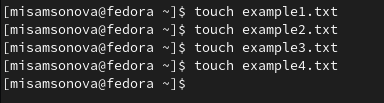 [misamsonova@fedora ~]$ touch example1.txt
[misamsonova@fedora ~]$ touch example2.txt
[misamsonova@fedora ~]$ touch example3.txt
[misamsonova@fedora ~]$ touch example4.txt
[misamsonova@fedora ~]$